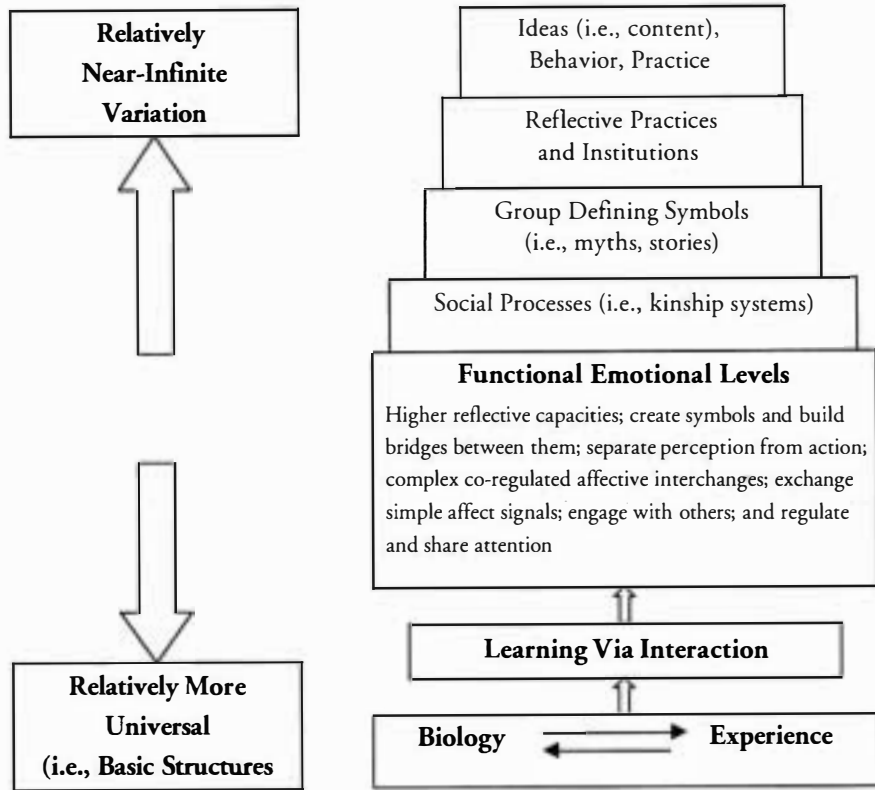 Relatively
Near-Infinite
Variation
Ideas (i.e., content),
Behavior, Practice
Reflective Practices
and Institutions
Group Defining Symbols
(i.e., myths, stories)
Social Processes (i.e., kinship systems)
Functional Emotional Levels
Higher reflective capacities; create symbols and build
bridges between them; separate perception from action;
complex co-regulated affective interchanges; exchange
simple affect signals; engage with others; and regulate
and share attention
Learning Via Interaction
Relatively More
Universal
(i.e., Basic Structures
Biology Experience